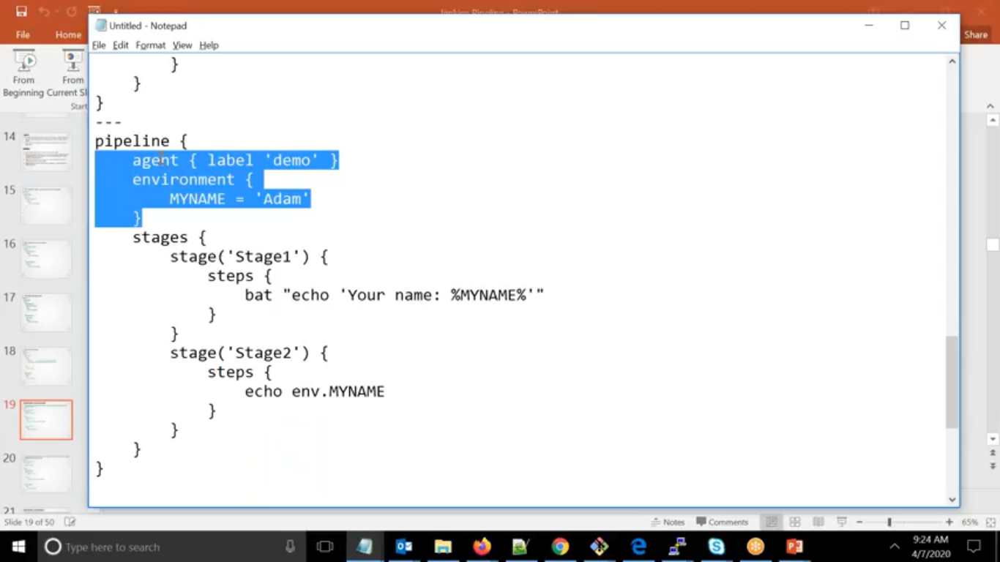 Jenkins Pipeline - PowerPoint
File
Home
Share
From
Beginning
From
Current Sl
Start
Untitled - Notepad
File Edit Format View Help
        }
    }
}
---
pipeline {
    agent { label 'demo' }
    environment {
        MYNAME = 'Adam'
    }
    stages {
        stage('Stage1') {
            steps {
                bat "echo 'Your name: %MYNAME%'"
            }
        }
        stage('Stage2') {
            steps {
                echo env.MYNAME
            }
        }
    }
}
14
15
16
17
18
19
20
21
Slide 19 of 50
Notes
Comments
65%
Type here to search
9:24 AM
4/7/2020